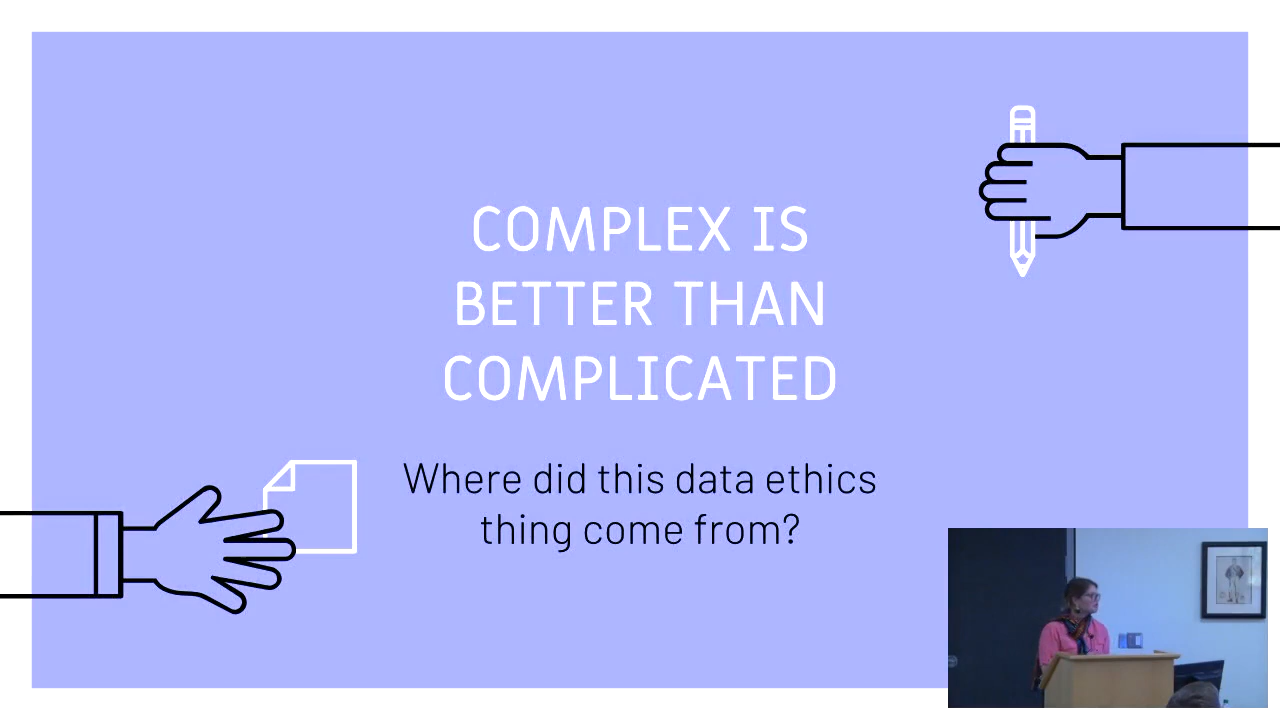 COMPLEX IS
BETTER THAN
COMPLICATED
Where did this data ethics
thing come from?